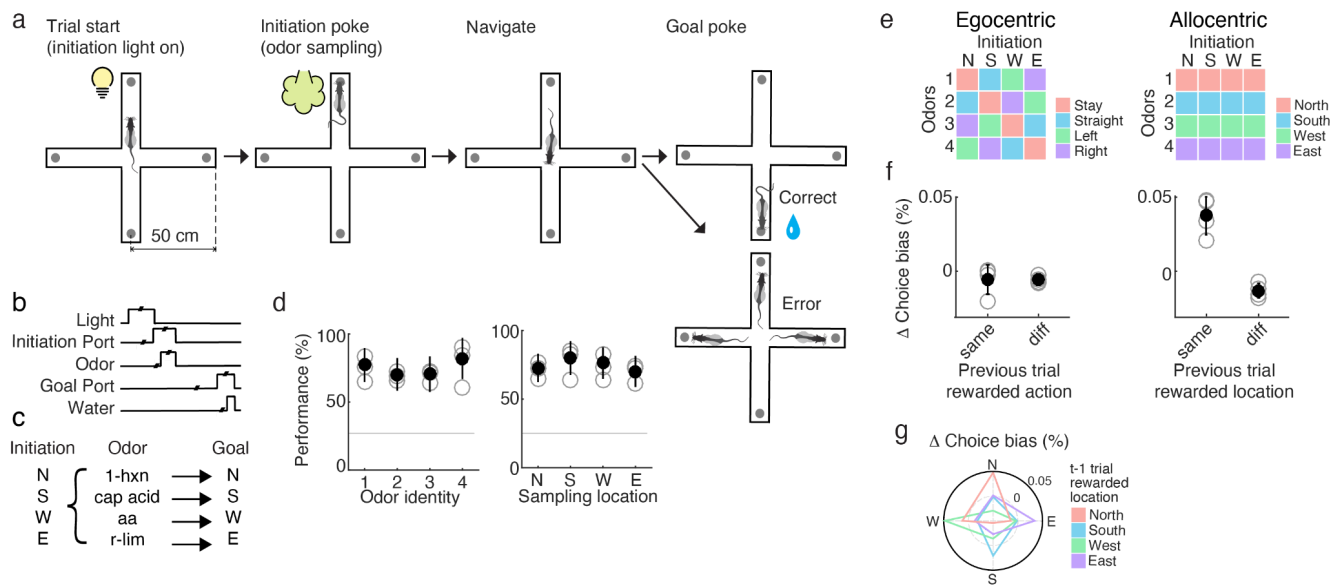 a
Trial start
(initiation light on)
Initiation poke
(odor sampling)
Navigate
Goal poke
50 cm
Correct
Error
b
Light
Initiation Port
Odor
Goal Port
Water
c
Initiation Odor Goal
N 1-hxn N
S cap acid S
W aa W
E r-lim E
d
Performance (%)
100
50
0
1 2 3 4
Odor identity
100
50
0
N S W E
Sampling location
e
Egocentric
Initiation
N S W E
Odors
1
2
3
4
Stay
Straight
Left
Right
Allocentric
Initiation
N S W E
Odors
1
2
3
4
North
South
West
East
f
Δ Choice bias (%)
0.05
0
same diff
Previous trial
rewarded action
0.05
0
same diff
Previous trial
rewarded location
g
Δ Choice bias (%)
N
E
S
W
0.05
0
t-1 trial
rewarded
location
North
South
West
East